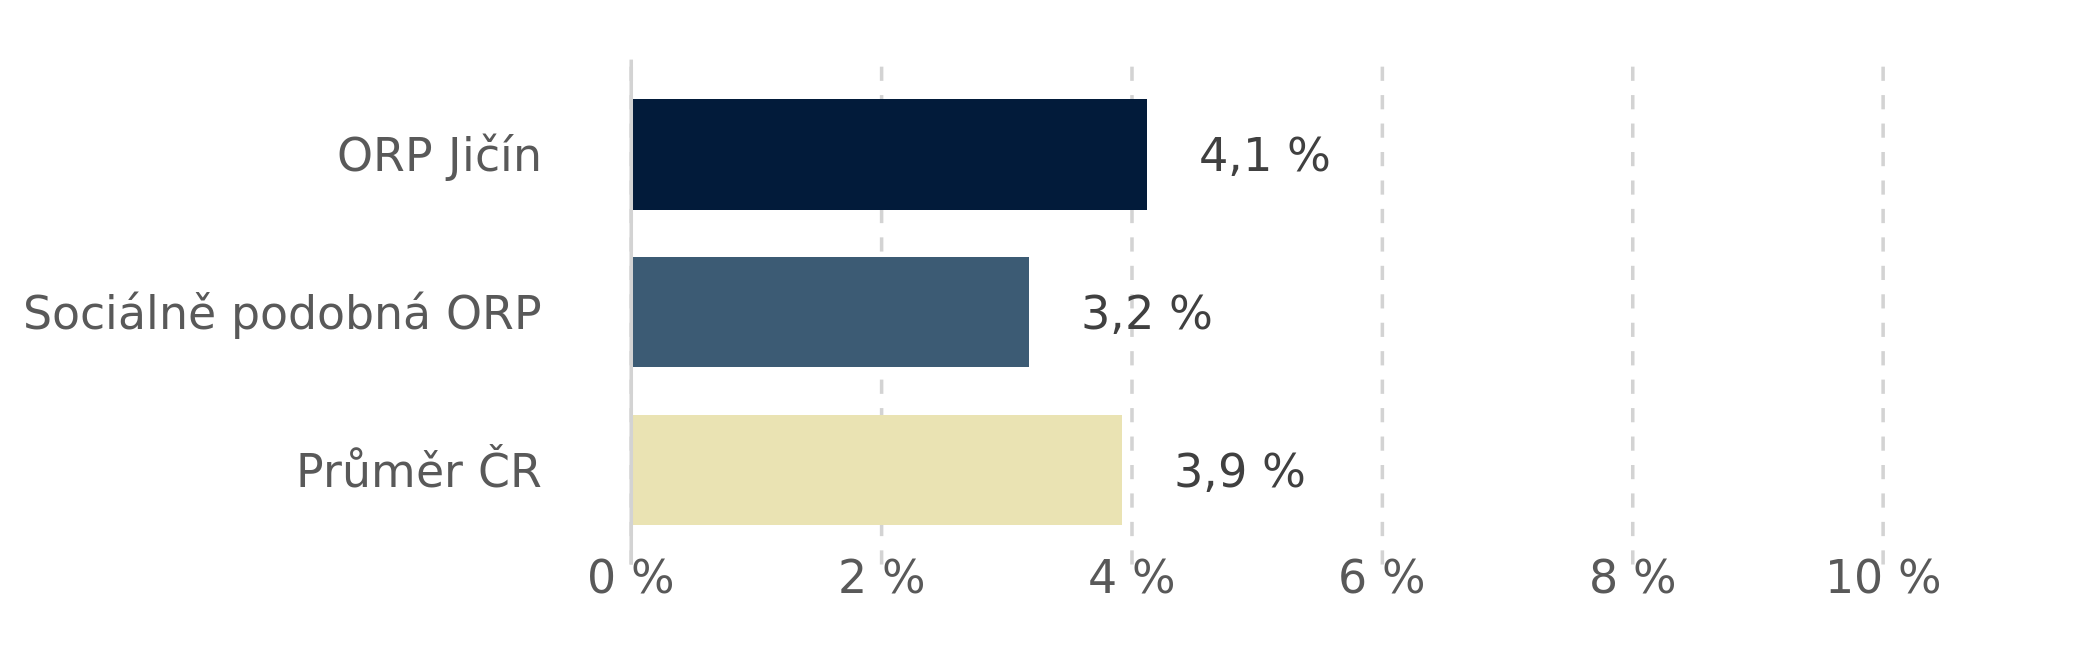 ORP Jičín 4,1 %
Sociálně podobná ORP 3,2 %
Průměr ČR 3,9 %
0 % 2 % 4 % 6 % 8 % 10 %